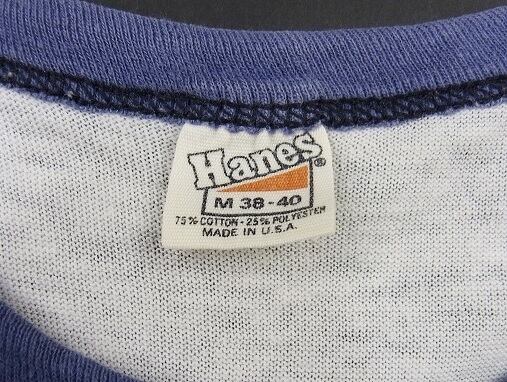 Hanes®
M 38-40
75% COTTON-25% POLYESTER
MADE IN U.S.A.